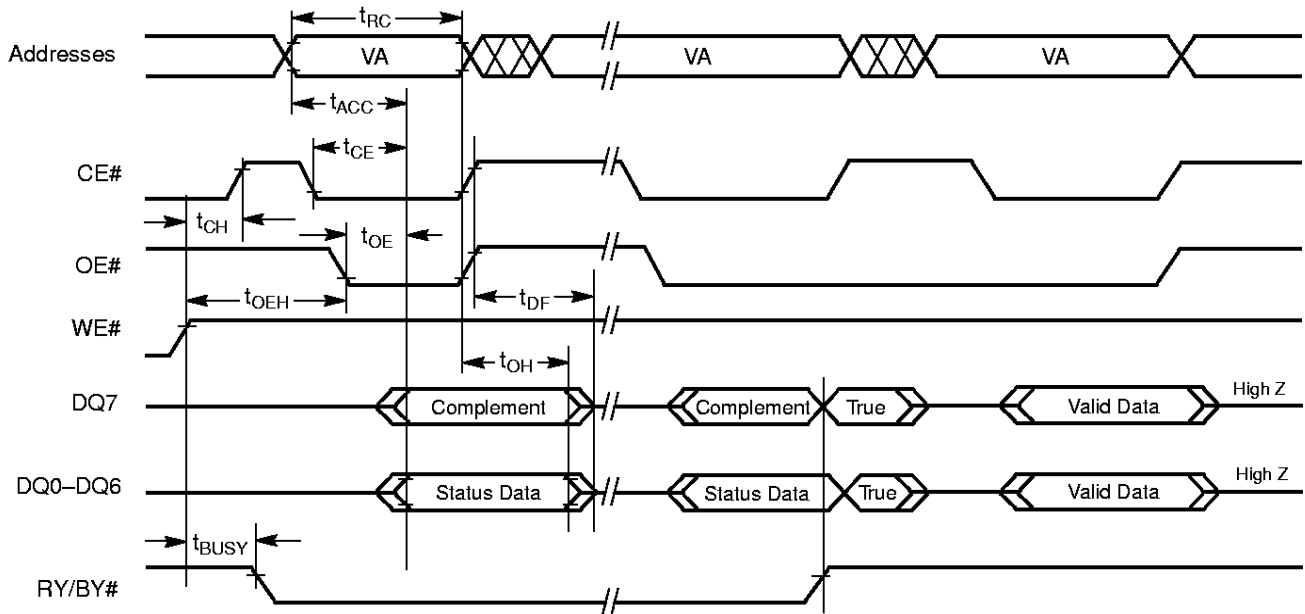 tRC
Addresses VA VA VA
tACC
tCE
CE#
tCH
tOE
OE#
tOEH tDF
WE#
tOH
DQ7 Complement Complement True Valid Data High Z
DQ0–DQ6 Status Data Status Data True Valid Data High Z
tBUSY
RY/BY#